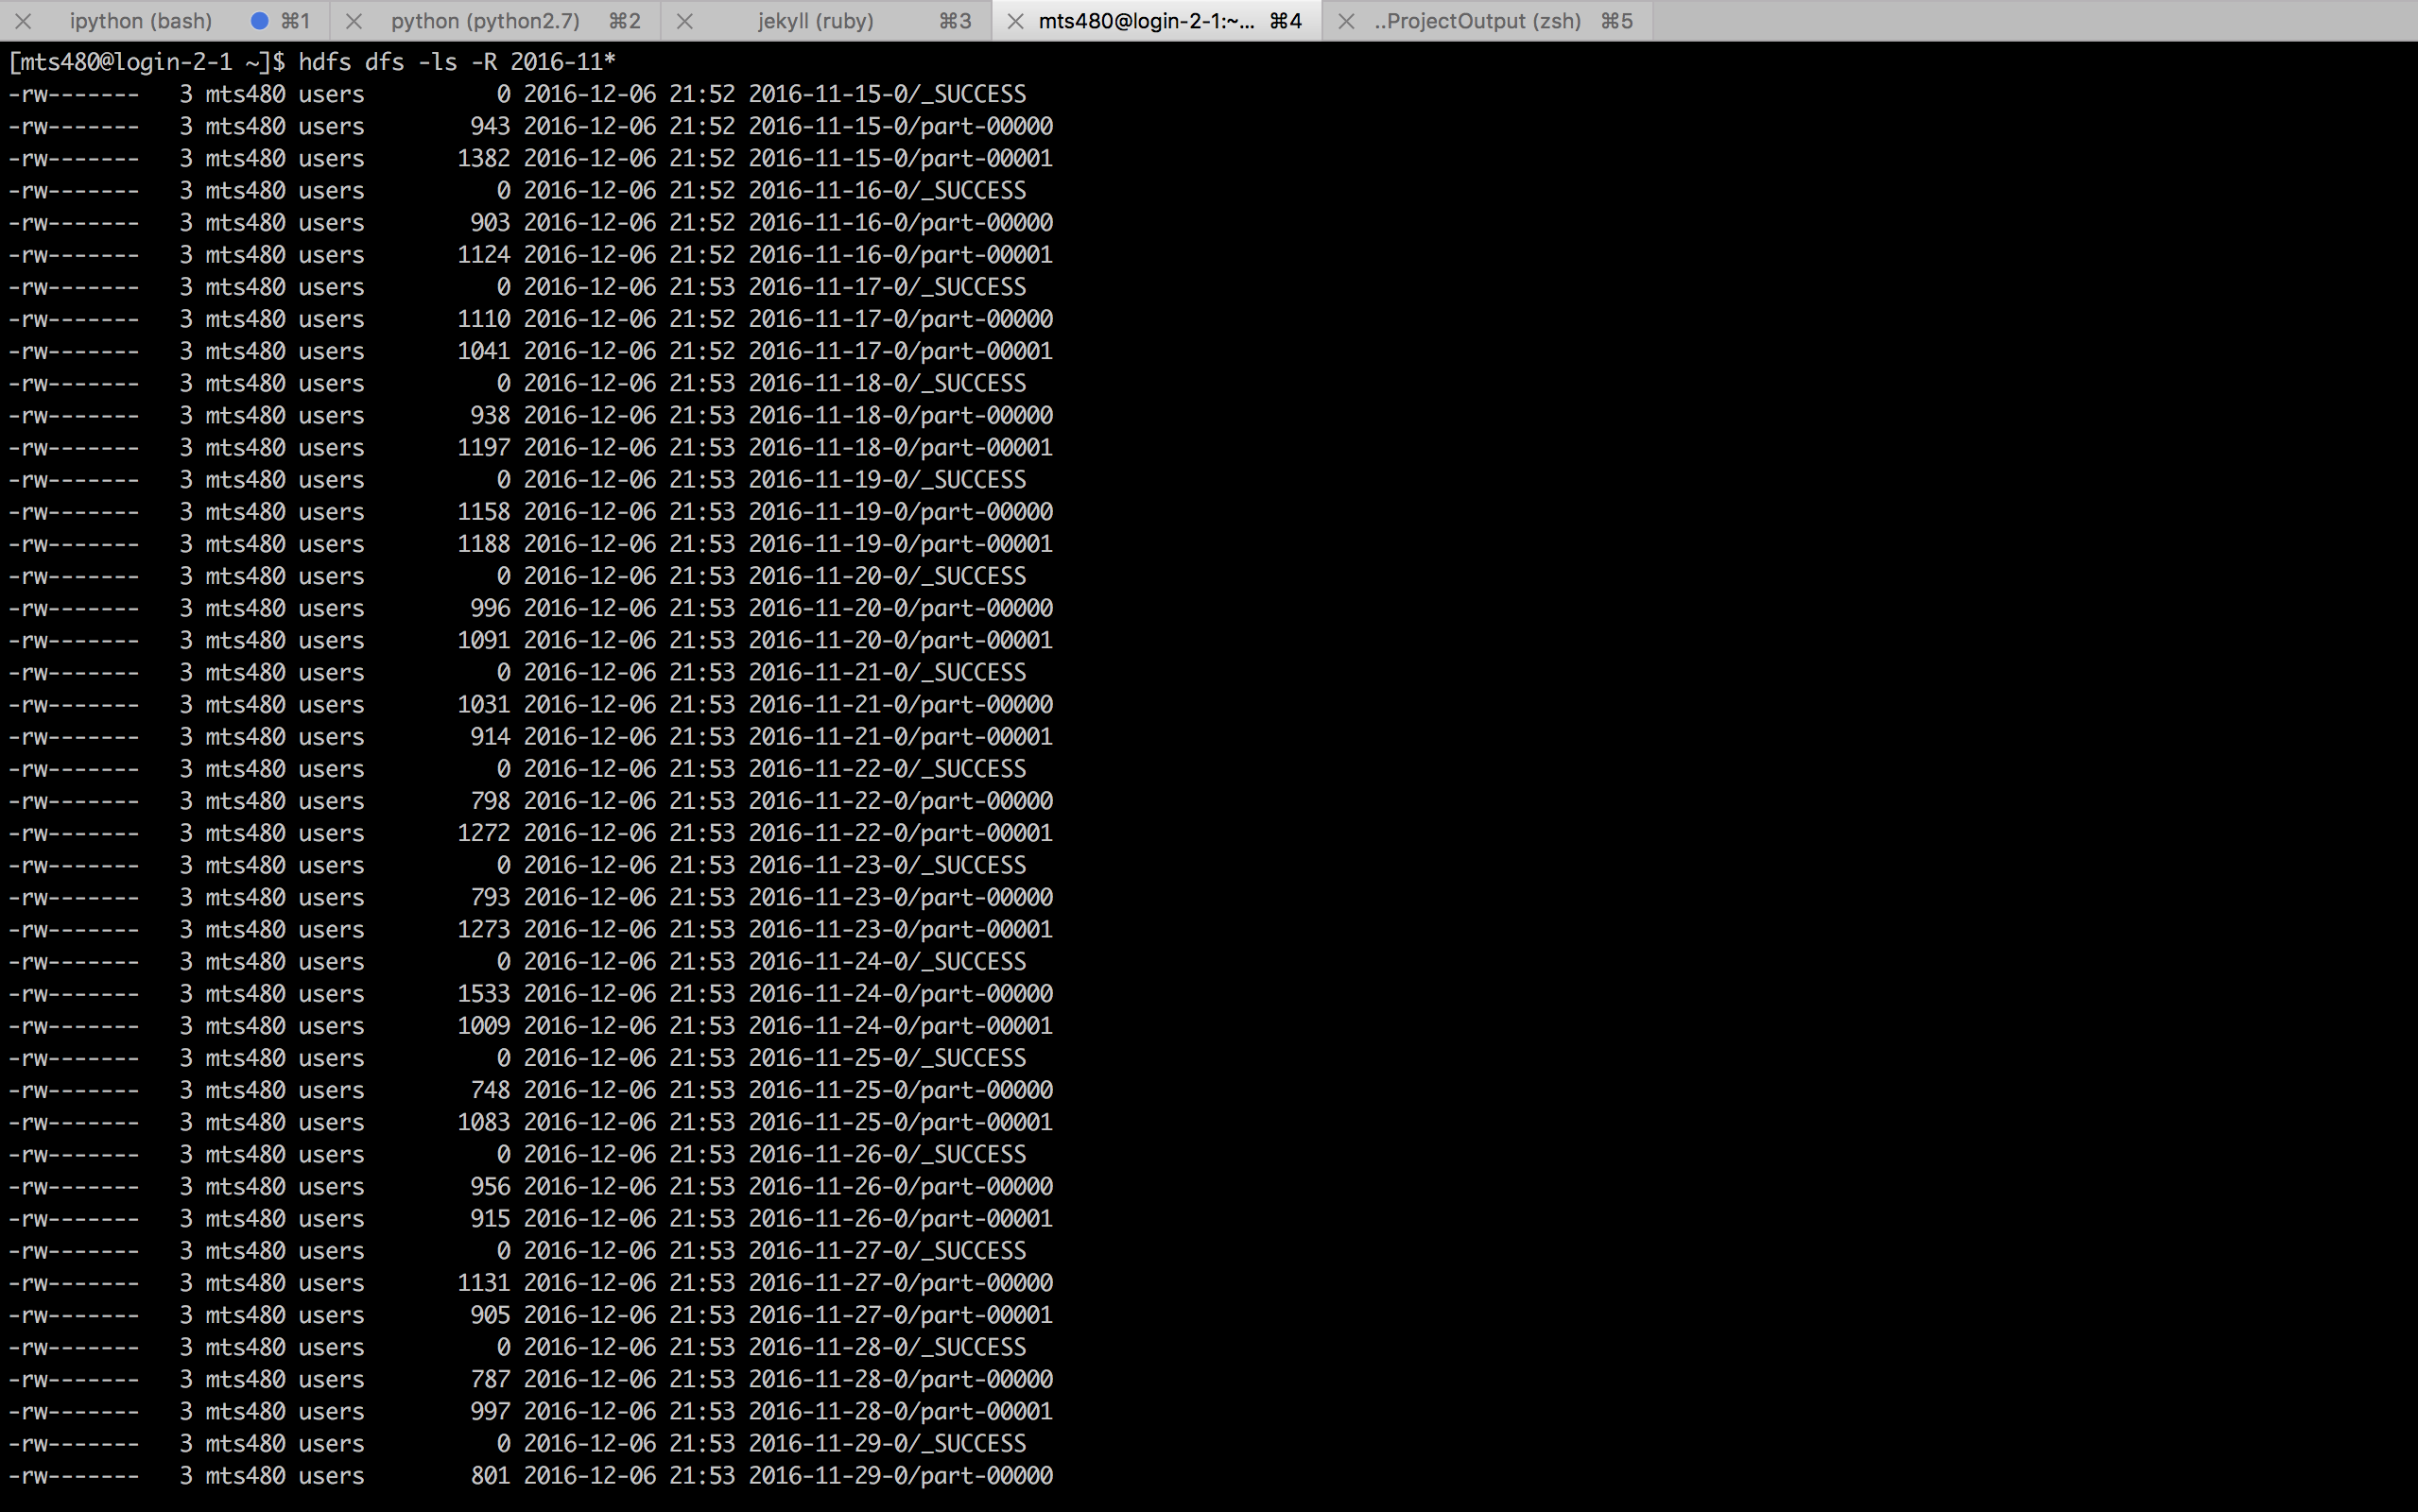 ipython (bash) ⌘1 python (python2.7) ⌘2 jekyll (ruby) ⌘3 mts480@login-2-1:~... ⌘4 ..ProjectOutput (zsh) ⌘5
[mts480@login-2-1 ~]$ hdfs dfs -ls -R 2016-11*
-rw------- 3 mts480 users 0 2016-12-06 21:52 2016-11-15-0/_SUCCESS
-rw------- 3 mts480 users 943 2016-12-06 21:52 2016-11-15-0/part-00000
-rw------- 3 mts480 users 1382 2016-12-06 21:52 2016-11-15-0/part-00001
-rw------- 3 mts480 users 0 2016-12-06 21:52 2016-11-16-0/_SUCCESS
-rw------- 3 mts480 users 903 2016-12-06 21:52 2016-11-16-0/part-00000
-rw------- 3 mts480 users 1124 2016-12-06 21:52 2016-11-16-0/part-00001
-rw------- 3 mts480 users 0 2016-12-06 21:53 2016-11-17-0/_SUCCESS
-rw------- 3 mts480 users 1110 2016-12-06 21:52 2016-11-17-0/part-00000
-rw------- 3 mts480 users 1041 2016-12-06 21:52 2016-11-17-0/part-00001
-rw------- 3 mts480 users 0 2016-12-06 21:53 2016-11-18-0/_SUCCESS
-rw------- 3 mts480 users 938 2016-12-06 21:53 2016-11-18-0/part-00000
-rw------- 3 mts480 users 1197 2016-12-06 21:53 2016-11-18-0/part-00001
-rw------- 3 mts480 users 0 2016-12-06 21:53 2016-11-19-0/_SUCCESS
-rw------- 3 mts480 users 1158 2016-12-06 21:53 2016-11-19-0/part-00000
-rw------- 3 mts480 users 1188 2016-12-06 21:53 2016-11-19-0/part-00001
-rw------- 3 mts480 users 0 2016-12-06 21:53 2016-11-20-0/_SUCCESS
-rw------- 3 mts480 users 996 2016-12-06 21:53 2016-11-20-0/part-00000
-rw------- 3 mts480 users 1091 2016-12-06 21:53 2016-11-20-0/part-00001
-rw------- 3 mts480 users 0 2016-12-06 21:53 2016-11-21-0/_SUCCESS
-rw------- 3 mts480 users 1031 2016-12-06 21:53 2016-11-21-0/part-00000
-rw------- 3 mts480 users 914 2016-12-06 21:53 2016-11-21-0/part-00001
-rw------- 3 mts480 users 0 2016-12-06 21:53 2016-11-22-0/_SUCCESS
-rw------- 3 mts480 users 798 2016-12-06 21:53 2016-11-22-0/part-00000
-rw------- 3 mts480 users 1272 2016-12-06 21:53 2016-11-22-0/part-00001
-rw------- 3 mts480 users 0 2016-12-06 21:53 2016-11-23-0/_SUCCESS
-rw------- 3 mts480 users 793 2016-12-06 21:53 2016-11-23-0/part-00000
-rw------- 3 mts480 users 1273 2016-12-06 21:53 2016-11-23-0/part-00001
-rw------- 3 mts480 users 0 2016-12-06 21:53 2016-11-24-0/_SUCCESS
-rw------- 3 mts480 users 1533 2016-12-06 21:53 2016-11-24-0/part-00000
-rw------- 3 mts480 users 1009 2016-12-06 21:53 2016-11-24-0/part-00001
-rw------- 3 mts480 users 0 2016-12-06 21:53 2016-11-25-0/_SUCCESS
-rw------- 3 mts480 users 748 2016-12-06 21:53 2016-11-25-0/part-00000
-rw------- 3 mts480 users 1083 2016-12-06 21:53 2016-11-25-0/part-00001
-rw------- 3 mts480 users 0 2016-12-06 21:53 2016-11-26-0/_SUCCESS
-rw------- 3 mts480 users 956 2016-12-06 21:53 2016-11-26-0/part-00000
-rw------- 3 mts480 users 915 2016-12-06 21:53 2016-11-26-0/part-00001
-rw------- 3 mts480 users 0 2016-12-06 21:53 2016-11-27-0/_SUCCESS
-rw------- 3 mts480 users 1131 2016-12-06 21:53 2016-11-27-0/part-00000
-rw------- 3 mts480 users 905 2016-12-06 21:53 2016-11-27-0/part-00001
-rw------- 3 mts480 users 0 2016-12-06 21:53 2016-11-28-0/_SUCCESS
-rw------- 3 mts480 users 787 2016-12-06 21:53 2016-11-28-0/part-00000
-rw------- 3 mts480 users 997 2016-12-06 21:53 2016-11-28-0/part-00001
-rw------- 3 mts480 users 0 2016-12-06 21:53 2016-11-29-0/_SUCCESS
-rw------- 3 mts480 users 801 2016-12-06 21:53 2016-11-29-0/part-00000